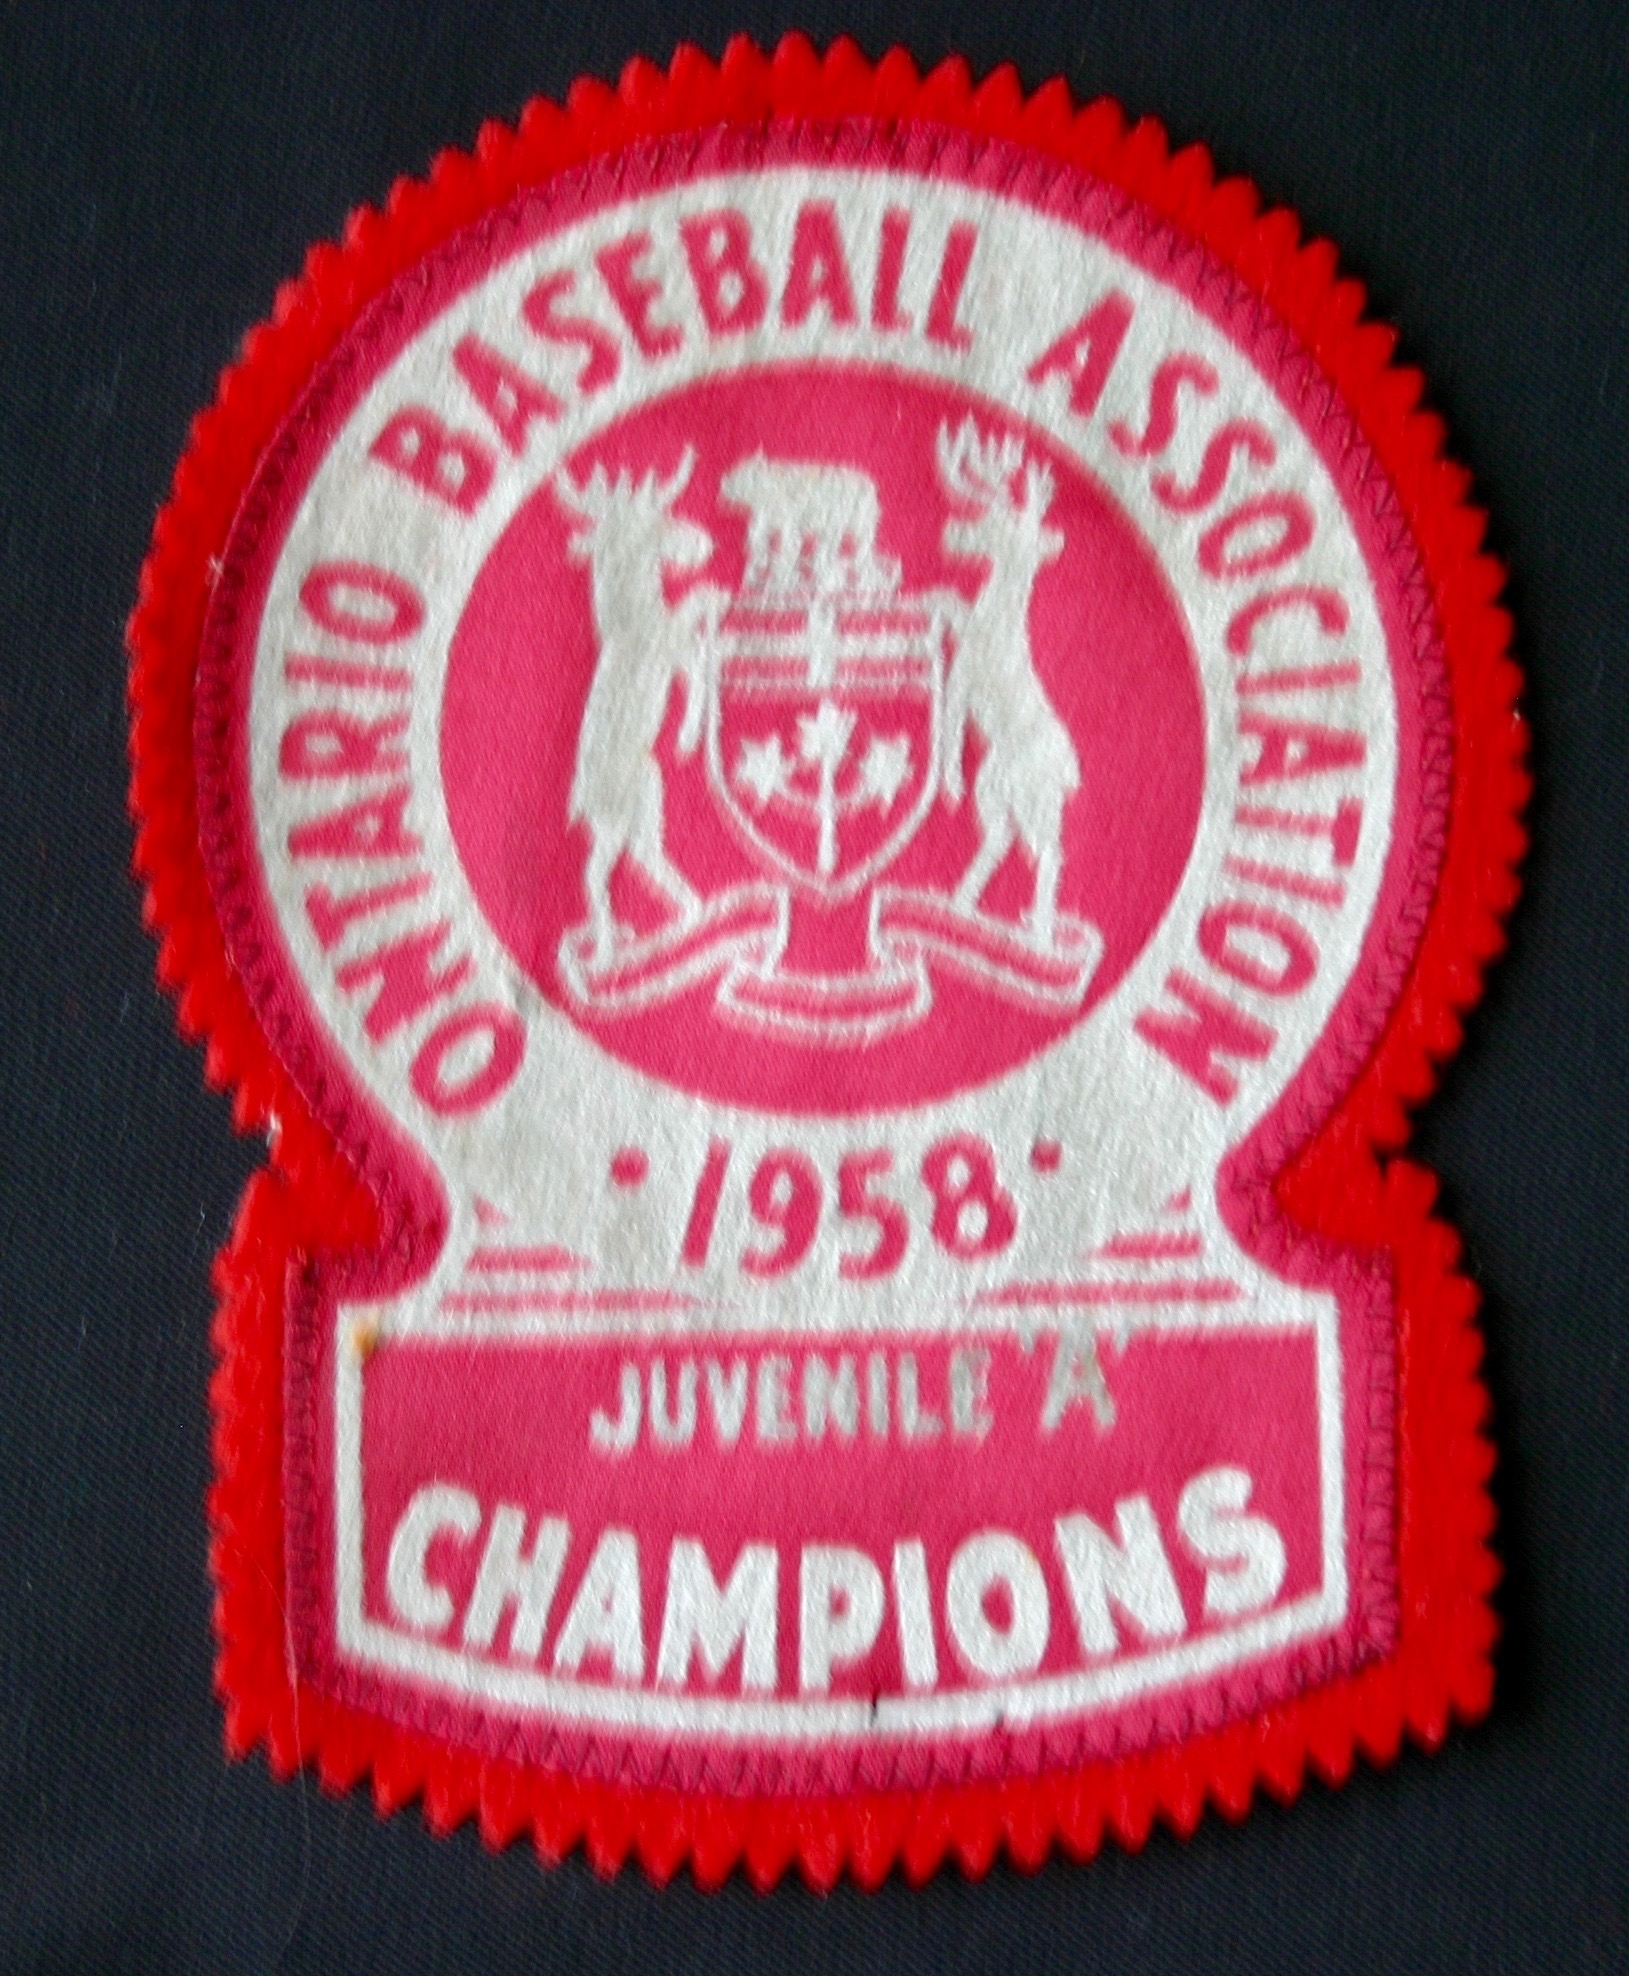 ONTARIO BASEBALL ASSOCIATION
· 1958 ·
JUVENILE "A"
CHAMPIONS